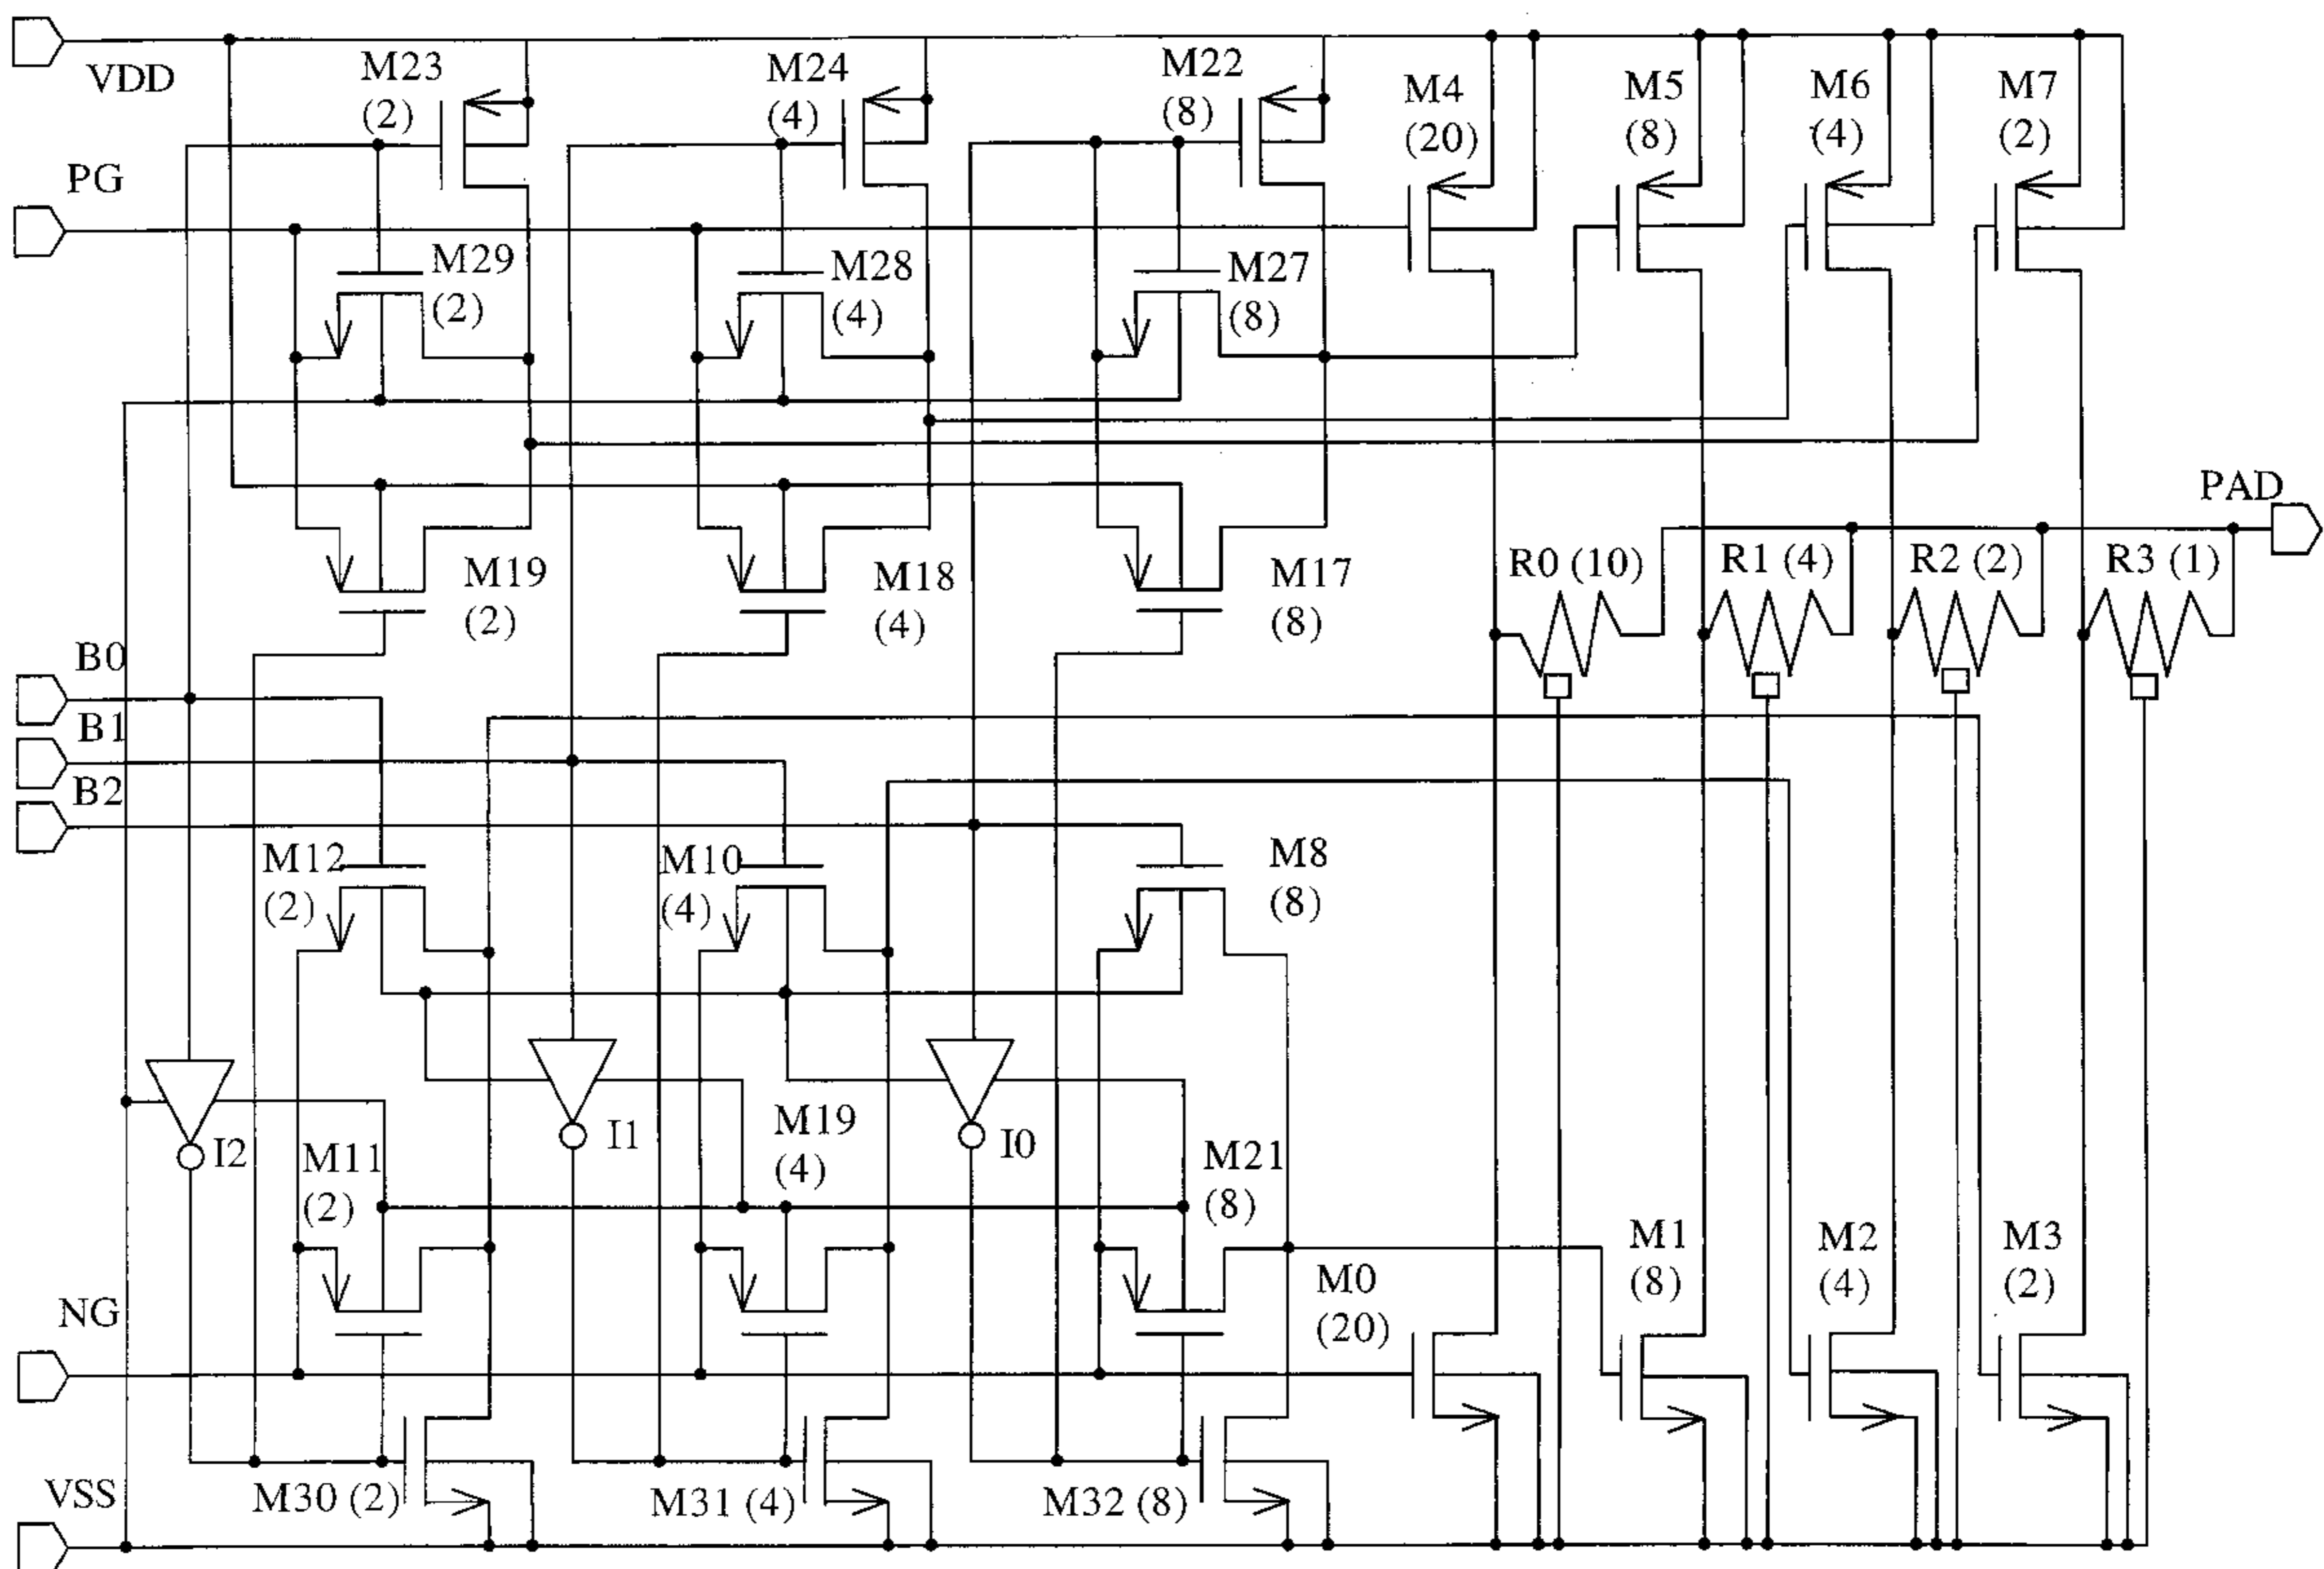 VDD
M23
(2)
M24
(4)
M22
(8)
M4
(20)
M5
(8)
M6
(4)
M7
(2)
PG
M29
(2)
M28
(4)
M27
(8)
PAD
M19
(2)
M18
(4)
M17
(8)
R0 (10)
R1 (4)
R2 (2)
R3 (1)
B0
B1
B2
M12
(2)
M10
(4)
M8
(8)
I2
I1
I0
M11
(2)
M19
(4)
M21
(8)
M0
(20)
M1
(8)
M2
(4)
M3
(2)
NG
M30 (2)
M31 (4)
M32 (8)
VSS